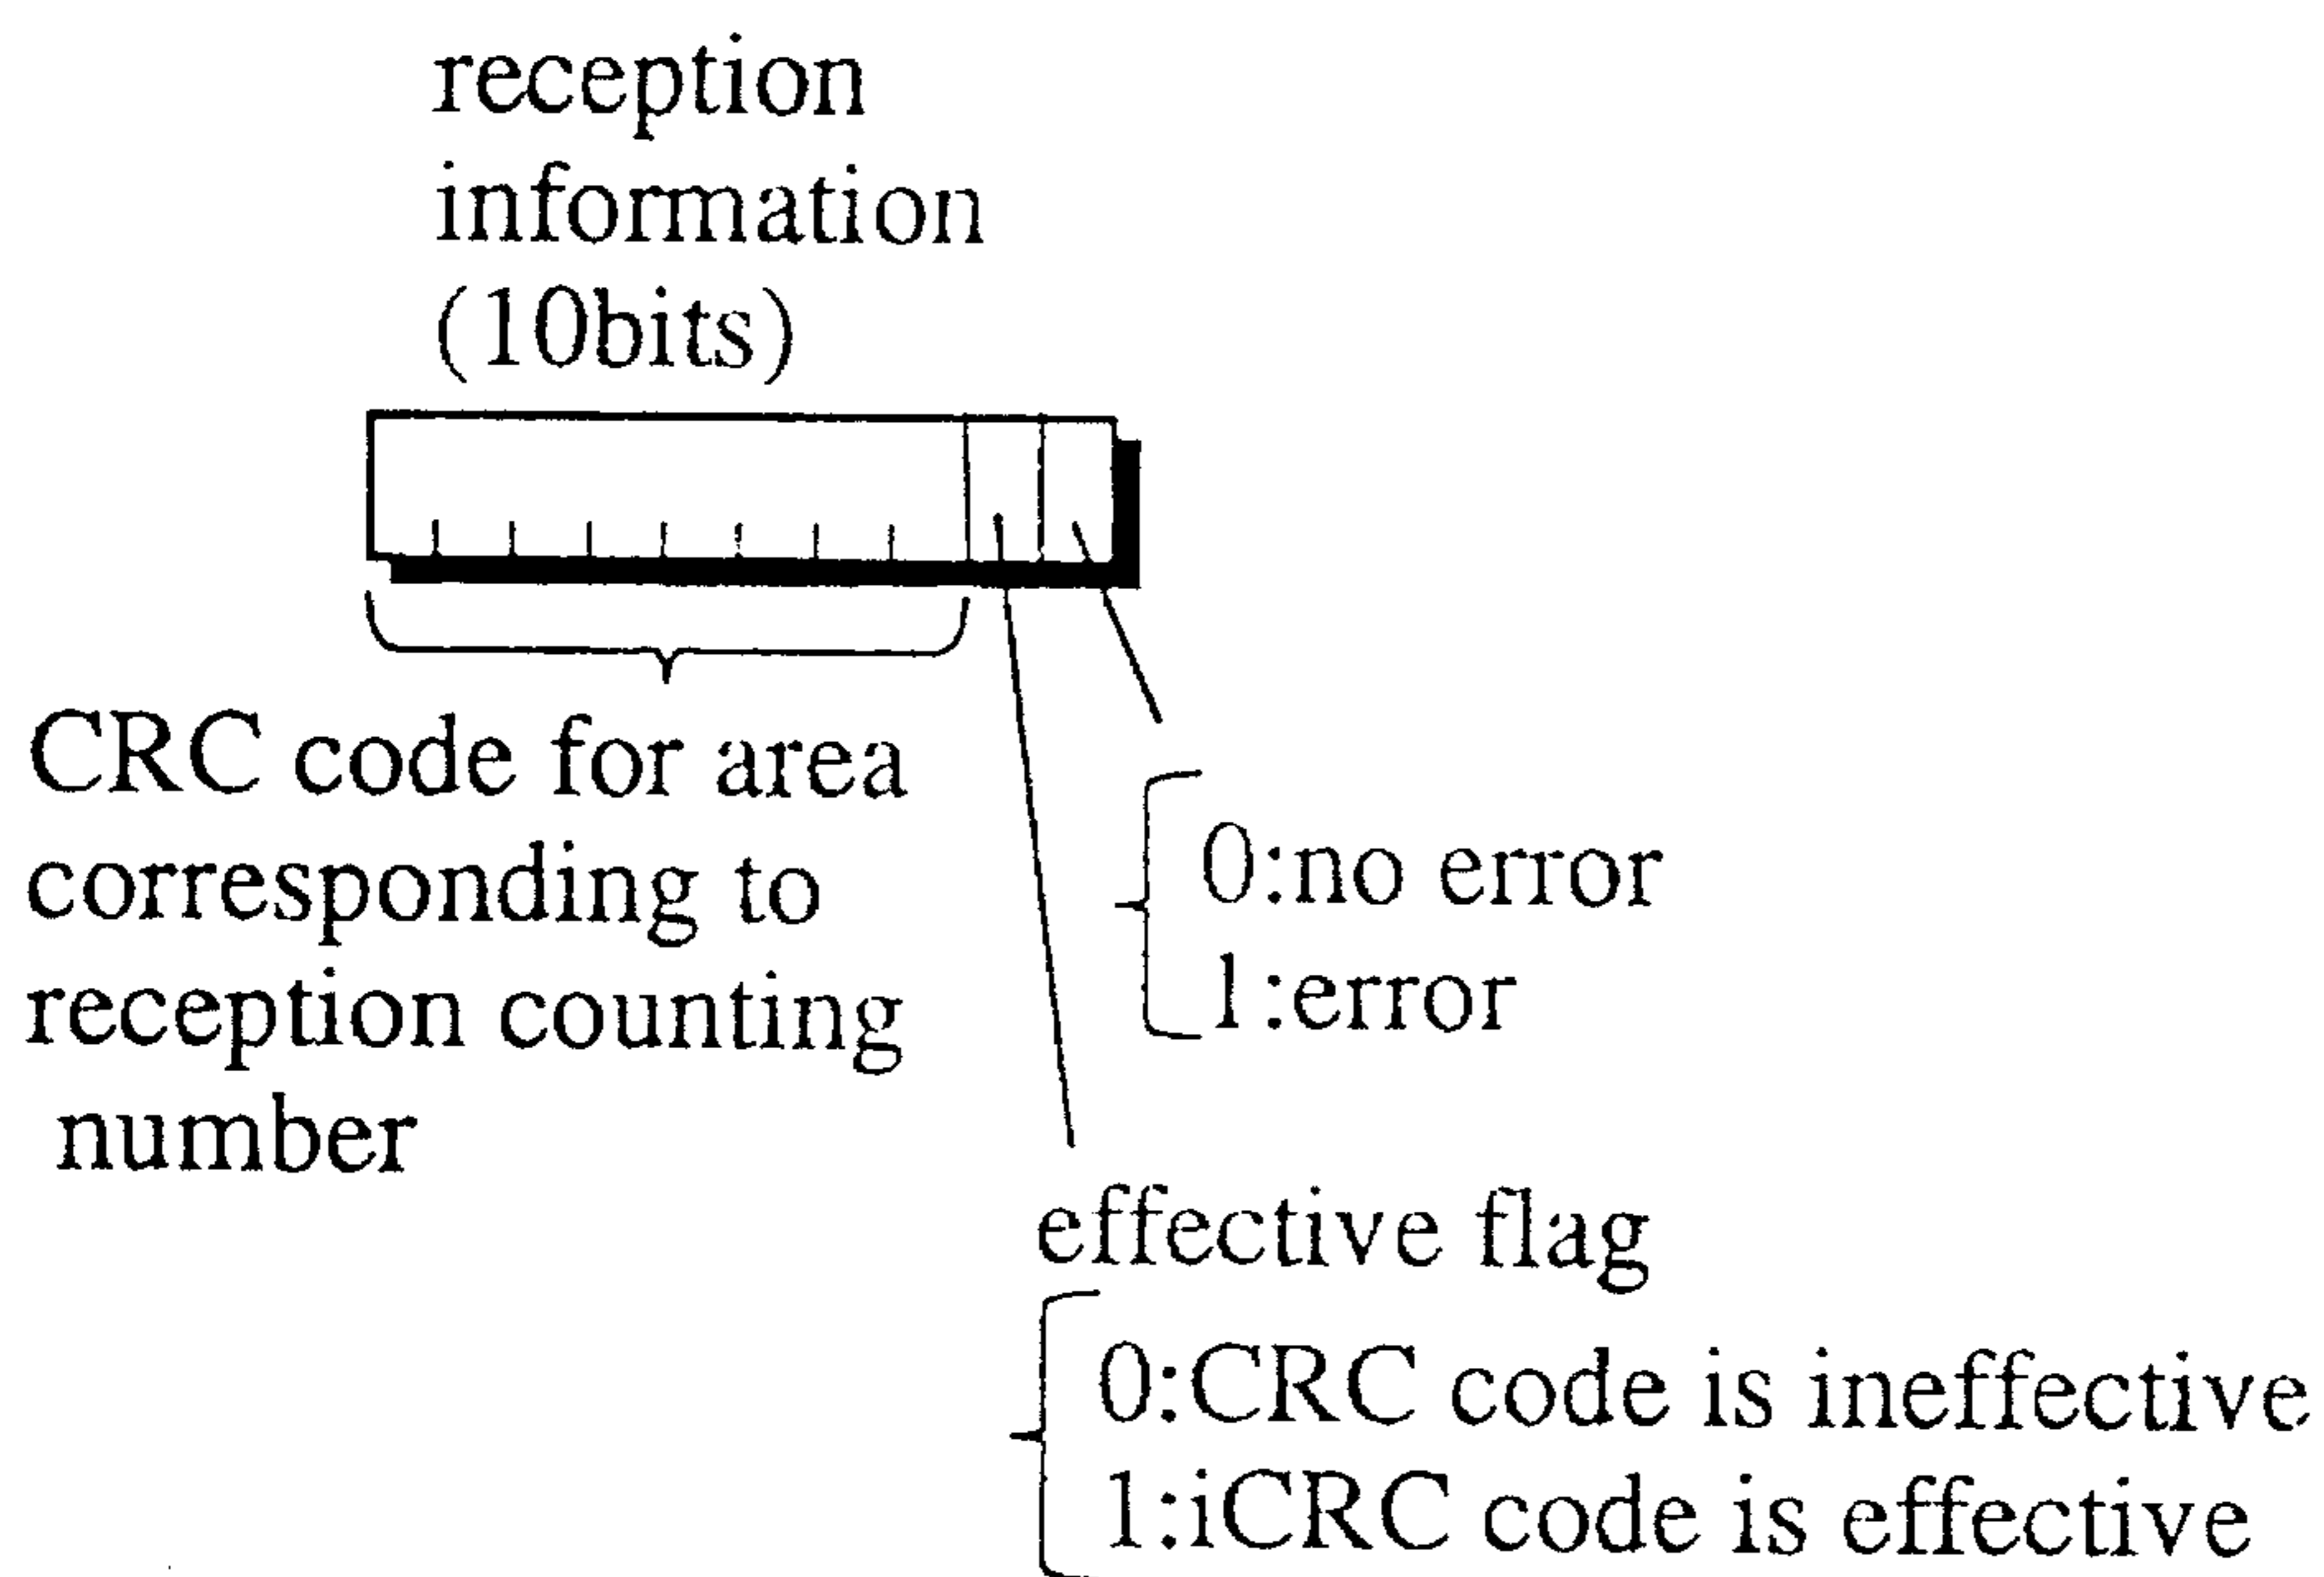 reception
information
(10bits)
CRC code for area
corresponding to
reception counting
number
0:no error
1:error
effective flag
0:CRC code is ineffective
1:iCRC code is effective